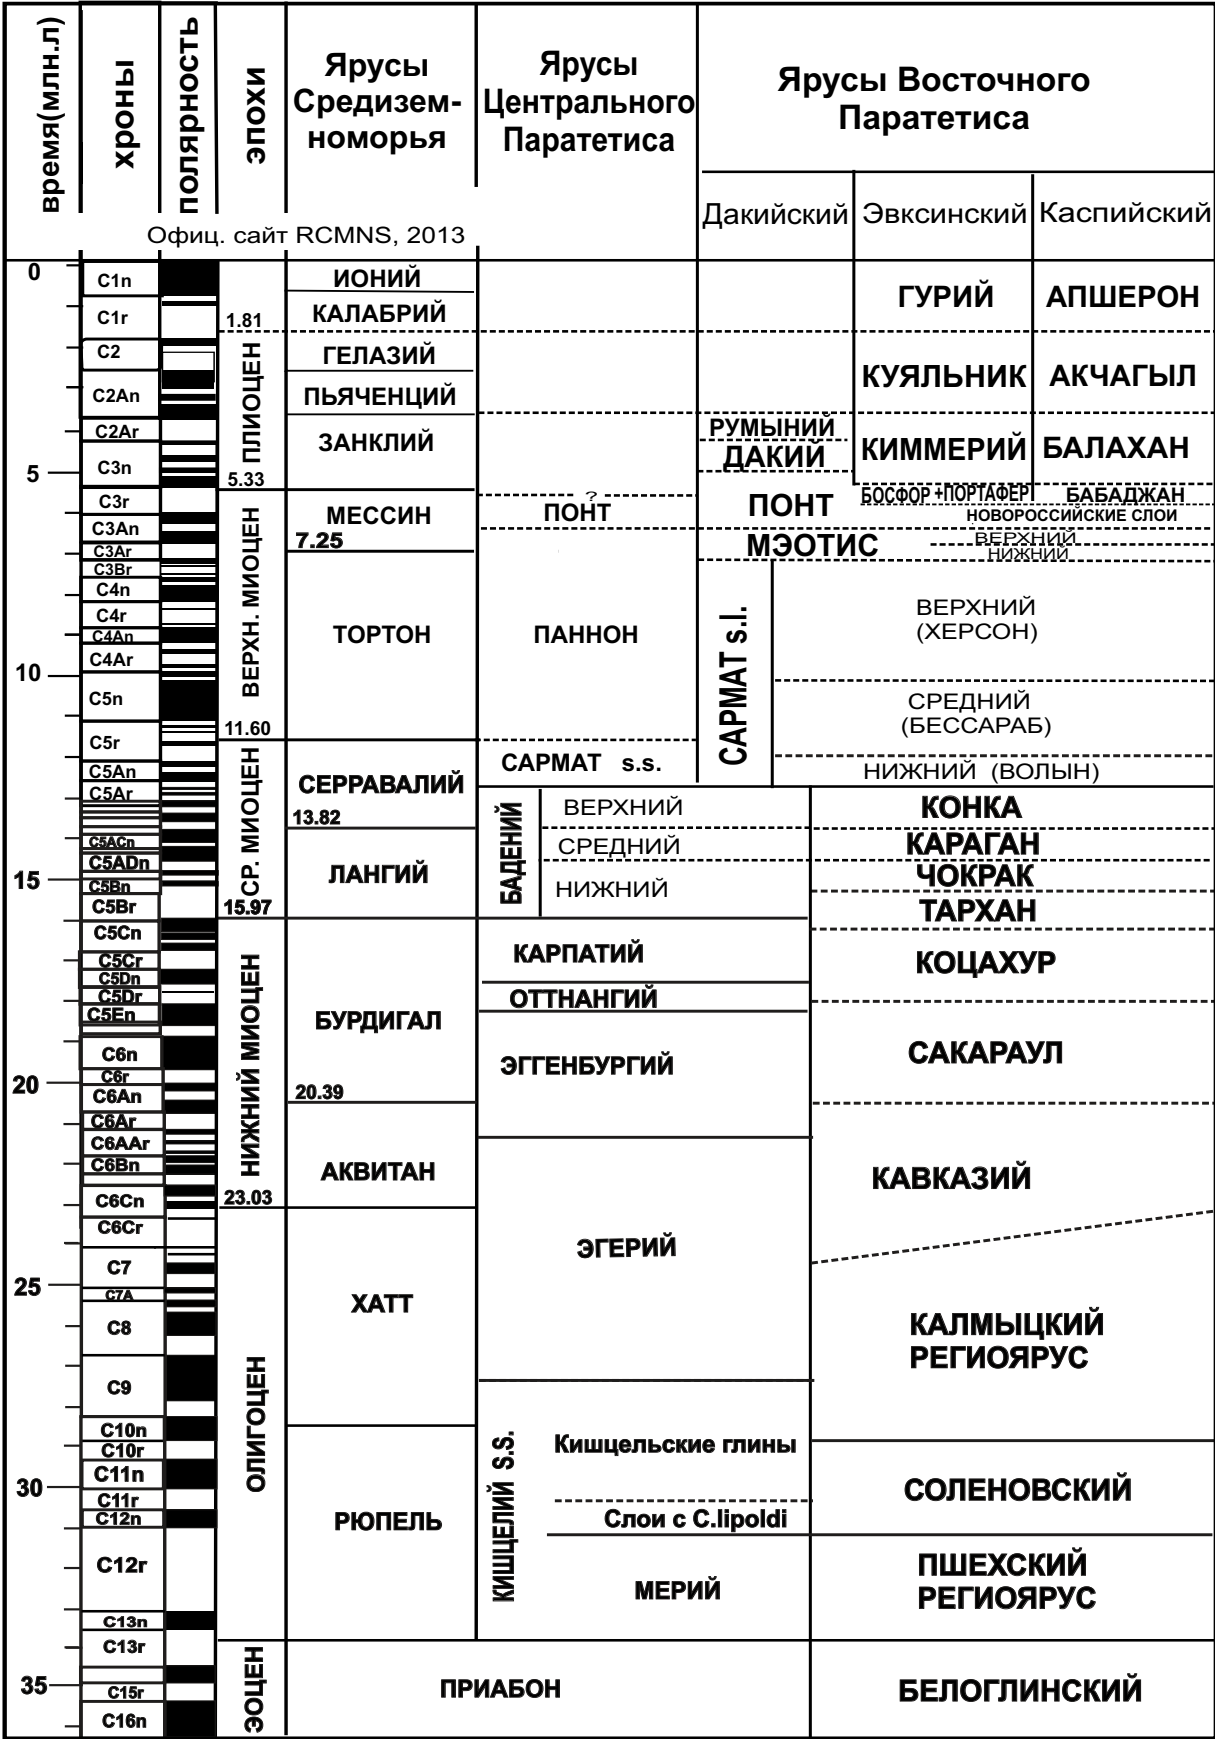 время(млн.л)
хроны
полярность
эпохи
Ярусы
Средизем-
номорья
Ярусы
Центрального
Паратетиса
Ярусы Восточного
Паратетиса
Дакийский
Эвксинский
Каспийский
Офиц. сайт RCMNS, 2013
0
5
10
15
20
25
30
35
C1n
C1r
C2
C2An
C2Ar
C3n
C3r
C3An
C3Ar
C3Br
C4n
C4r
C4An
C4Ar
C5n
C5r
C5An
C5Ar
C5ACn
C5ADn
C5Bn
C5Br
C5Cn
C5Cr
C5Dn
C5Dr
C5En
C6n
C6r
C6An
C6Ar
C6AAr
C6Bn
C6Cn
C6Cr
C7
C7A
C8
C9
C10n
C10r
C11n
C11r
C12n
C12r
C13n
C13r
C15r
C16n
1.81
ПЛИОЦЕН
5.33
ВЕРХН. МИОЦЕН
11.60
СР. МИОЦЕН
15.97
НИЖНИЙ МИОЦЕН
23.03
ОЛИГОЦЕН
ЭОЦЕН
ИОНИЙ
КАЛАБРИЙ
ГЕЛАЗИЙ
ПЬЯЧЕНЦИЙ
ЗАНКЛИЙ
МЕССИН
7.25
ТОРТОН
СЕРРАВАЛИЙ
13.82
ЛАНГИЙ
БУРДИГАЛ
20.39
АКВИТАН
ХАТТ
РЮПЕЛЬ
ПРИАБОН
?
ПОНТ
ПАННОН
САРМАТ s.s.
БАДЕНИЙ
ВЕРХНИЙ
СРЕДНИЙ
НИЖНИЙ
КАРПАТИЙ
ОТТНАНГИЙ
ЭГГЕНБУРГИЙ
ЭГЕРИЙ
КИШЦЕЛИЙ S.S.
Кишцельские глины
Слои с C.lipoldi
МЕРИЙ
ГУРИЙ
АПШЕРОН
КУЯЛЬНИК
АКЧАГЫЛ
РУМЫНИЙ
ДАКИЙ
КИММЕРИЙ
БАЛАХАН
ПОНТ
БОСФОР +ПОРТАФЕР
БАБАДЖАН
НОВОРОССИЙСКИЕ СЛОИ
МЭОТИС
ВЕРХНИЙ
НИЖНИЙ
САРМАТ s.l.
ВЕРХНИЙ
(ХЕРСОН)
СРЕДНИЙ
(БЕССАРАБ)
НИЖНИЙ (ВОЛЫН)
КОНКА
КАРАГАН
ЧОКРАК
ТАРХАН
КОЦАХУР
САКАРАУЛ
КАВКАЗИЙ
КАЛМЫЦКИЙ
РЕГИОЯРУС
СОЛЕНОВСКИЙ
ПШЕХСКИЙ
РЕГИОЯРУС
БЕЛОГЛИНСКИЙ